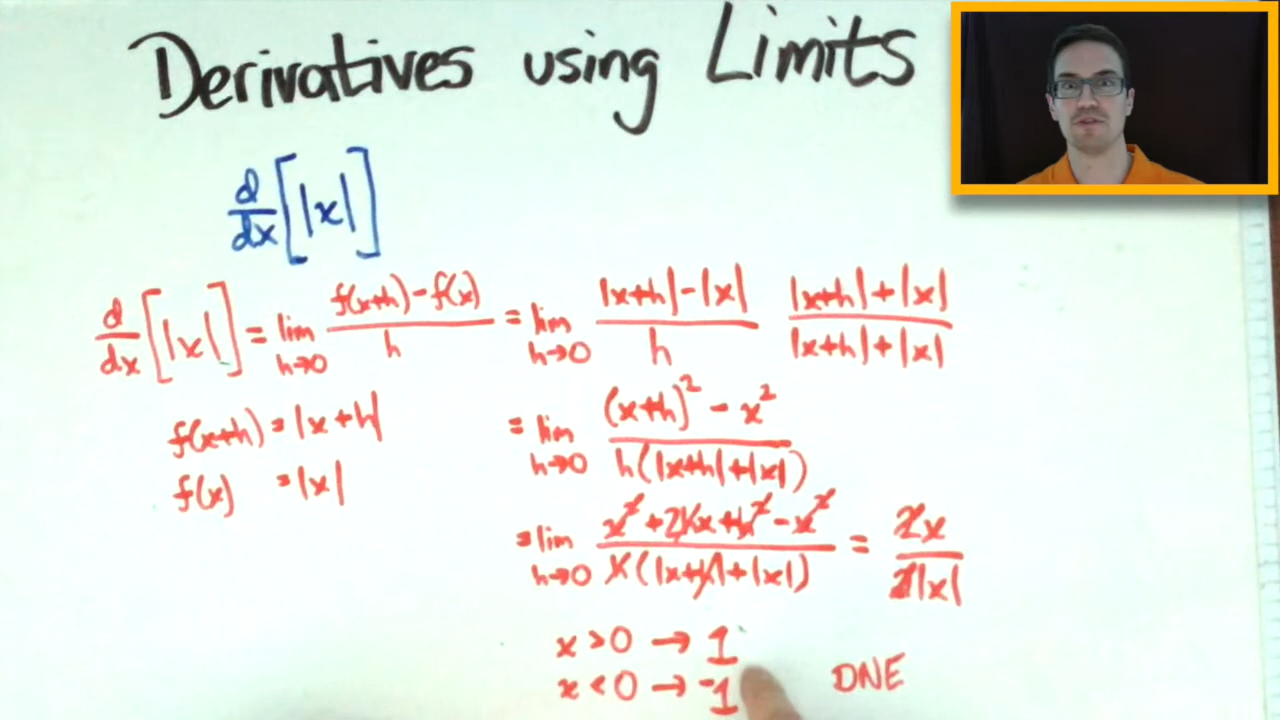 Derivatives using Limits
d/dx [|x|]
d/dx [|x|] = lim h→0 (f(x+h) - f(x))/h = lim h→0 (|x+h| - |x|)/h (|x+h| + |x|)/(|x+h| + |x|)
f(x+h) = |x+h|
f(x) = |x|
= lim h→0 ((x+h)² - x²)/(h(|x+h| + |x|))
= lim h→0 (x² + 2hx + h² - x²)/(h(|x+h| + |x|)) = 2x/(2|x|)
x > 0 → 1
x < 0 → -1
DNE